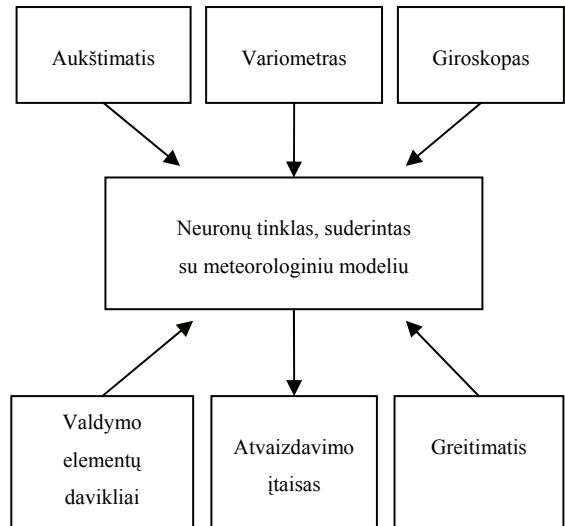 Aukštimatis
Variometras
Giroskopas
Neuronų tinklas, suderintas
su meteorologiniu modeliu
Valdymo
elementų
davikliai
Atvaizdavimo
įtaisas
Greitimatis